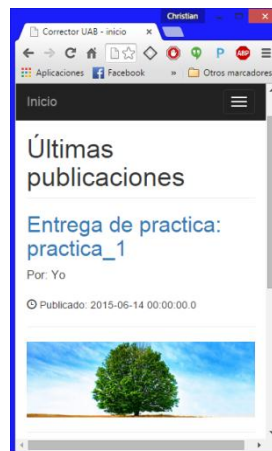 Christian
Corrector UAB - inicio
Aplicaciones Facebook » Otros marcadores
Inicio
Últimas
publicaciones
Entrega de practica:
practica_1
Por: Yo
Publicado: 2015-06-14 00:00:00.0